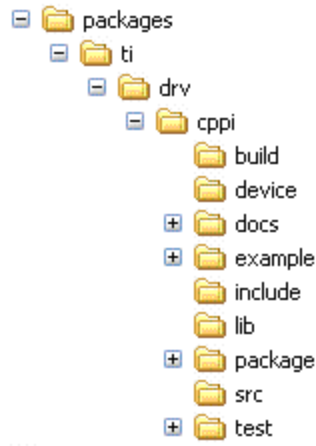 packages
ti
drv
cppi
build
device
docs
example
include
lib
package
src
test